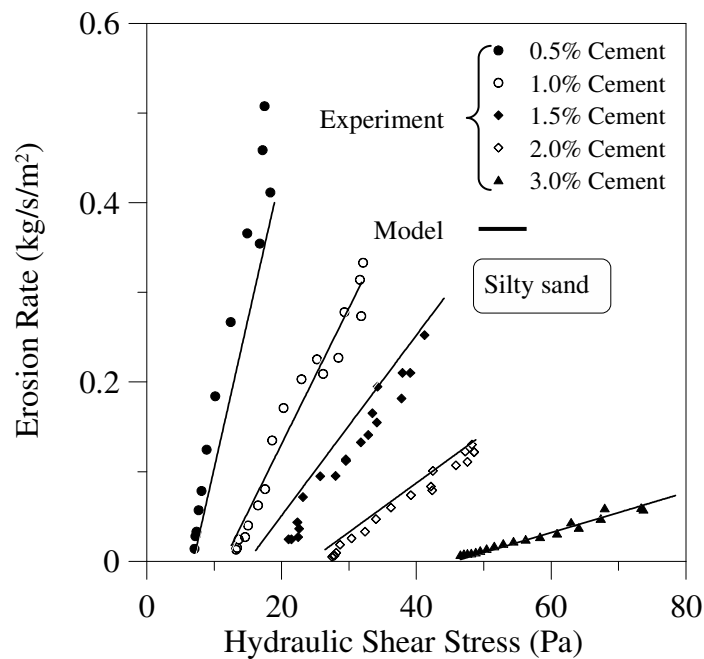 0.6
0.5% Cement
1.0% Cement
Experiment
1.5% Cement
2.0% Cement
3.0% Cement
0.4
Model
Silty sand
Erosion Rate (kg/s/m²)
0.2
0
0 20 40 60 80
Hydraulic Shear Stress (Pa)